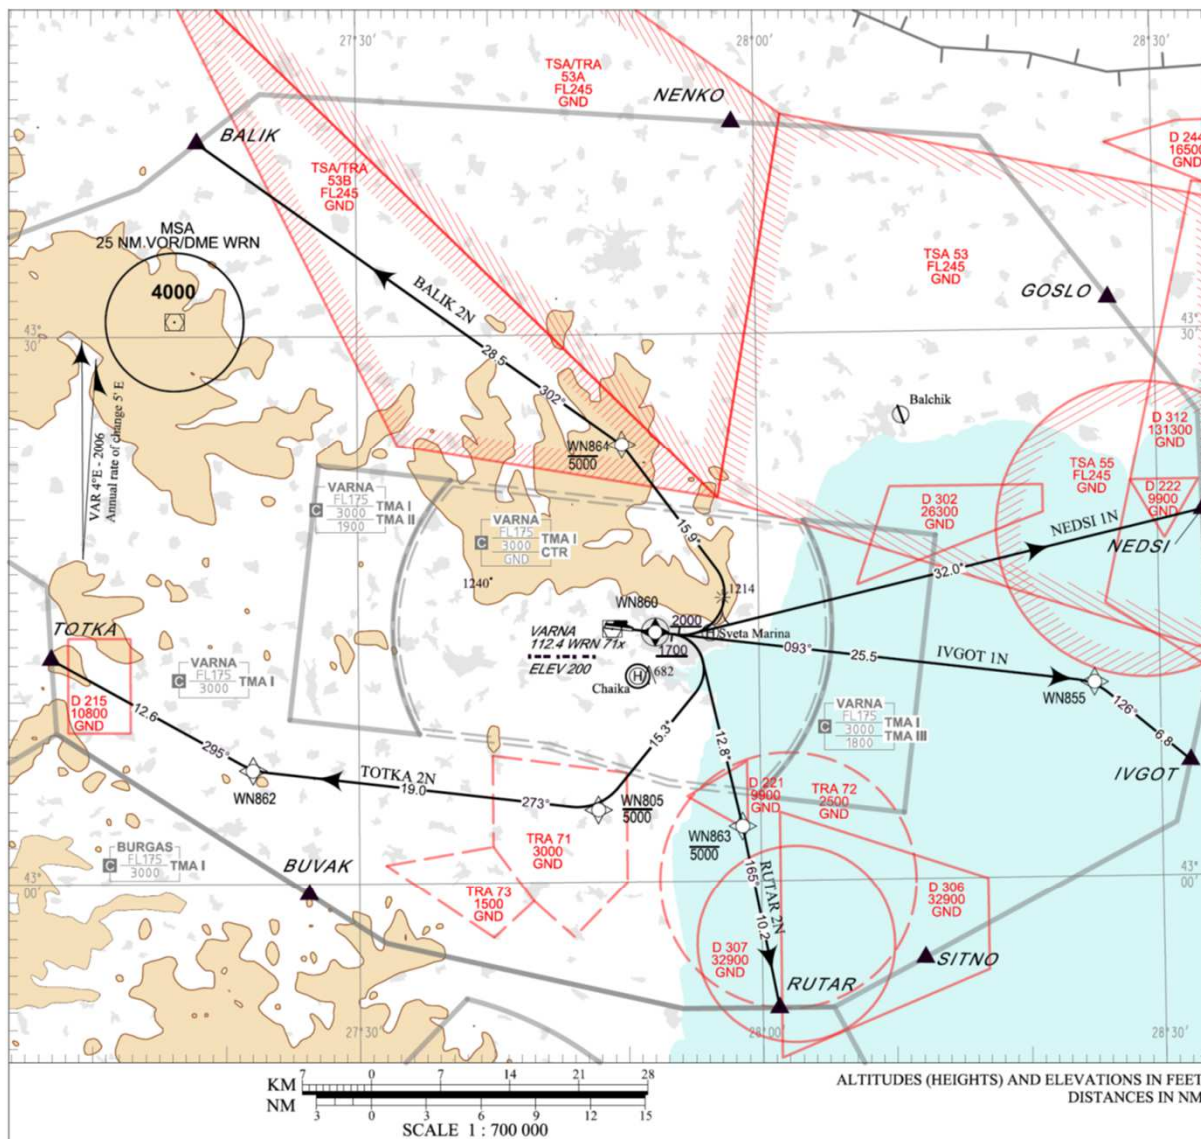 27°30'
28°00'
28°30'
TSA/TRA
53A
FL245
GND
NENKO
BALIK
D 244
16500
GND
TSA/TRA
53B
FL245
GND
MSA
25 NM VOR/DME WRN
4000
TSA 53
FL245
GND
GOSLO
BALIK 2N
43°
30'
43°
30'
28.5
302°
VAR 4°E - 2006
Annual rate of change 5' E
Balchik
D 312
131300
GND
WN864
5000
TSA 55
FL245
GND
D 222
9900
GND
VARNA
FL175
3000
1900
C
TMA I
TMA II
D 302
26300
GND
NEDSI 1N
NEDSI
VARNA
FL175
3000
GND
C
TMA I
CTR
15.9°
32.0°
1240
1214
WN860
2000
1700
Sveta Marina
VARNA
112.4 WRN 71x
ELEV 200
TOTKA
093°
25.5
IVGOT 1N
Chaika
H
682
VARNA
FL175
3000
C
TMA I
WN855
126°
6.8
D 215
10800
GND
12.6
295°
15.3°
12.8°
VARNA
FL175
3000
1800
C
TMA I
TMA III
IVGOT
WN862
TOTKA 2N
19.0
273°
WN805
5000
D 221
9900
GND
TRA 72
2500
GND
WN863
5000
BURGAS
FL175
3000
C
TMA I
BUVAK
TRA 71
3000
GND
TRA 73
1500
GND
165°
RUTAR 2N
10.2
43°
00'
43°
00'
D 306
32900
GND
D 307
32900
GND
SITNO
RUTAR
27°30'
28°00'
28°30'
KM
7 0 7 14 21 28
NM
3 0 3 6 9 12 15
SCALE 1 : 700 000
ALTITUDES (HEIGHTS) AND ELEVATIONS IN FEET
DISTANCES IN NM